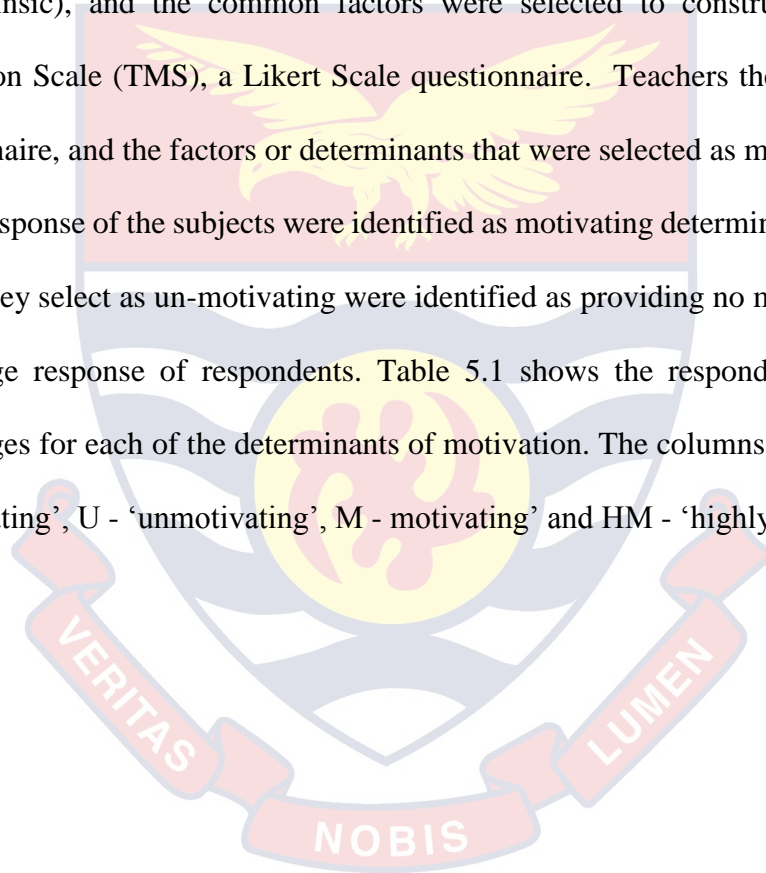 nsic), and the common factors were selected to constru
on Scale (TMS), a Likert Scale questionnaire. Teachers the
naire, and the factors or determinants that were selected as m
sponse of the subjects were identified as motivating determin
ey select as un-motivating were identified as providing no m
ge response of respondents. Table 5.1 shows the respond
ges for each of the determinants of motivation. The columns
ting’, U - ‘unmotivating’, M - motivating’ and HM - ‘highly
VERITAS
NOBIS
LUMEN